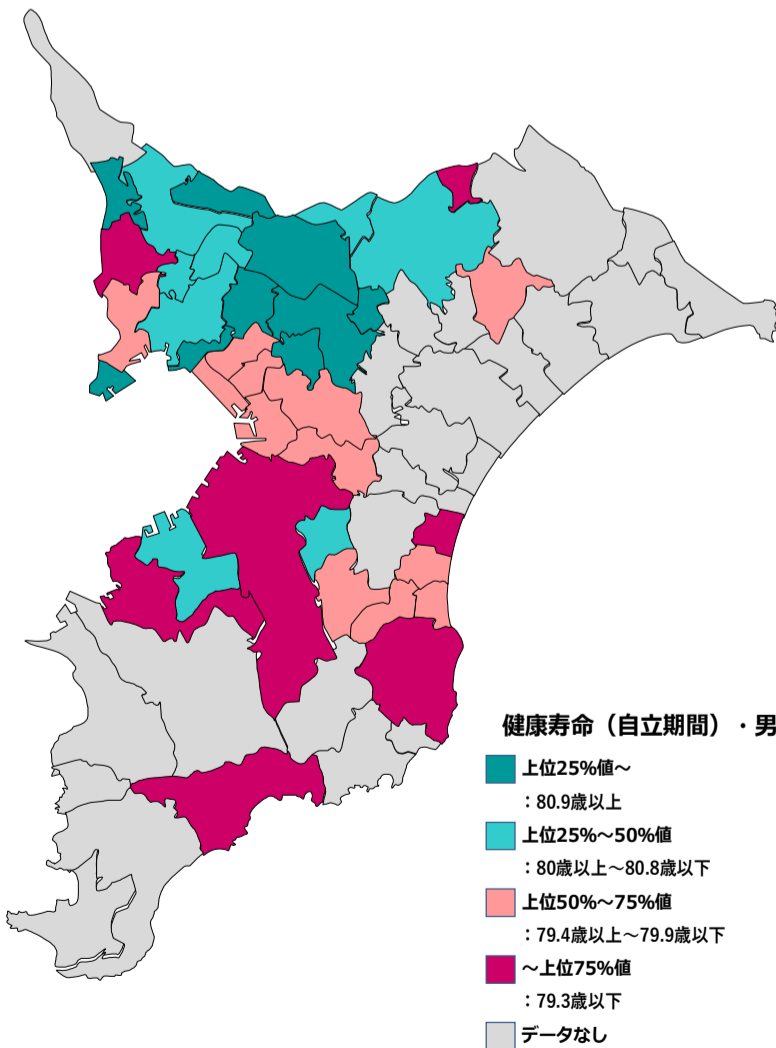 健康寿命（自立期間）・男
上位25%値～
：80.9歳以上
上位25%～50%値
：80歳以上～80.8歳以下
上位50%～75%値
：79.4歳以上～79.9歳以下
～上位75%値
：79.3歳以下
データなし